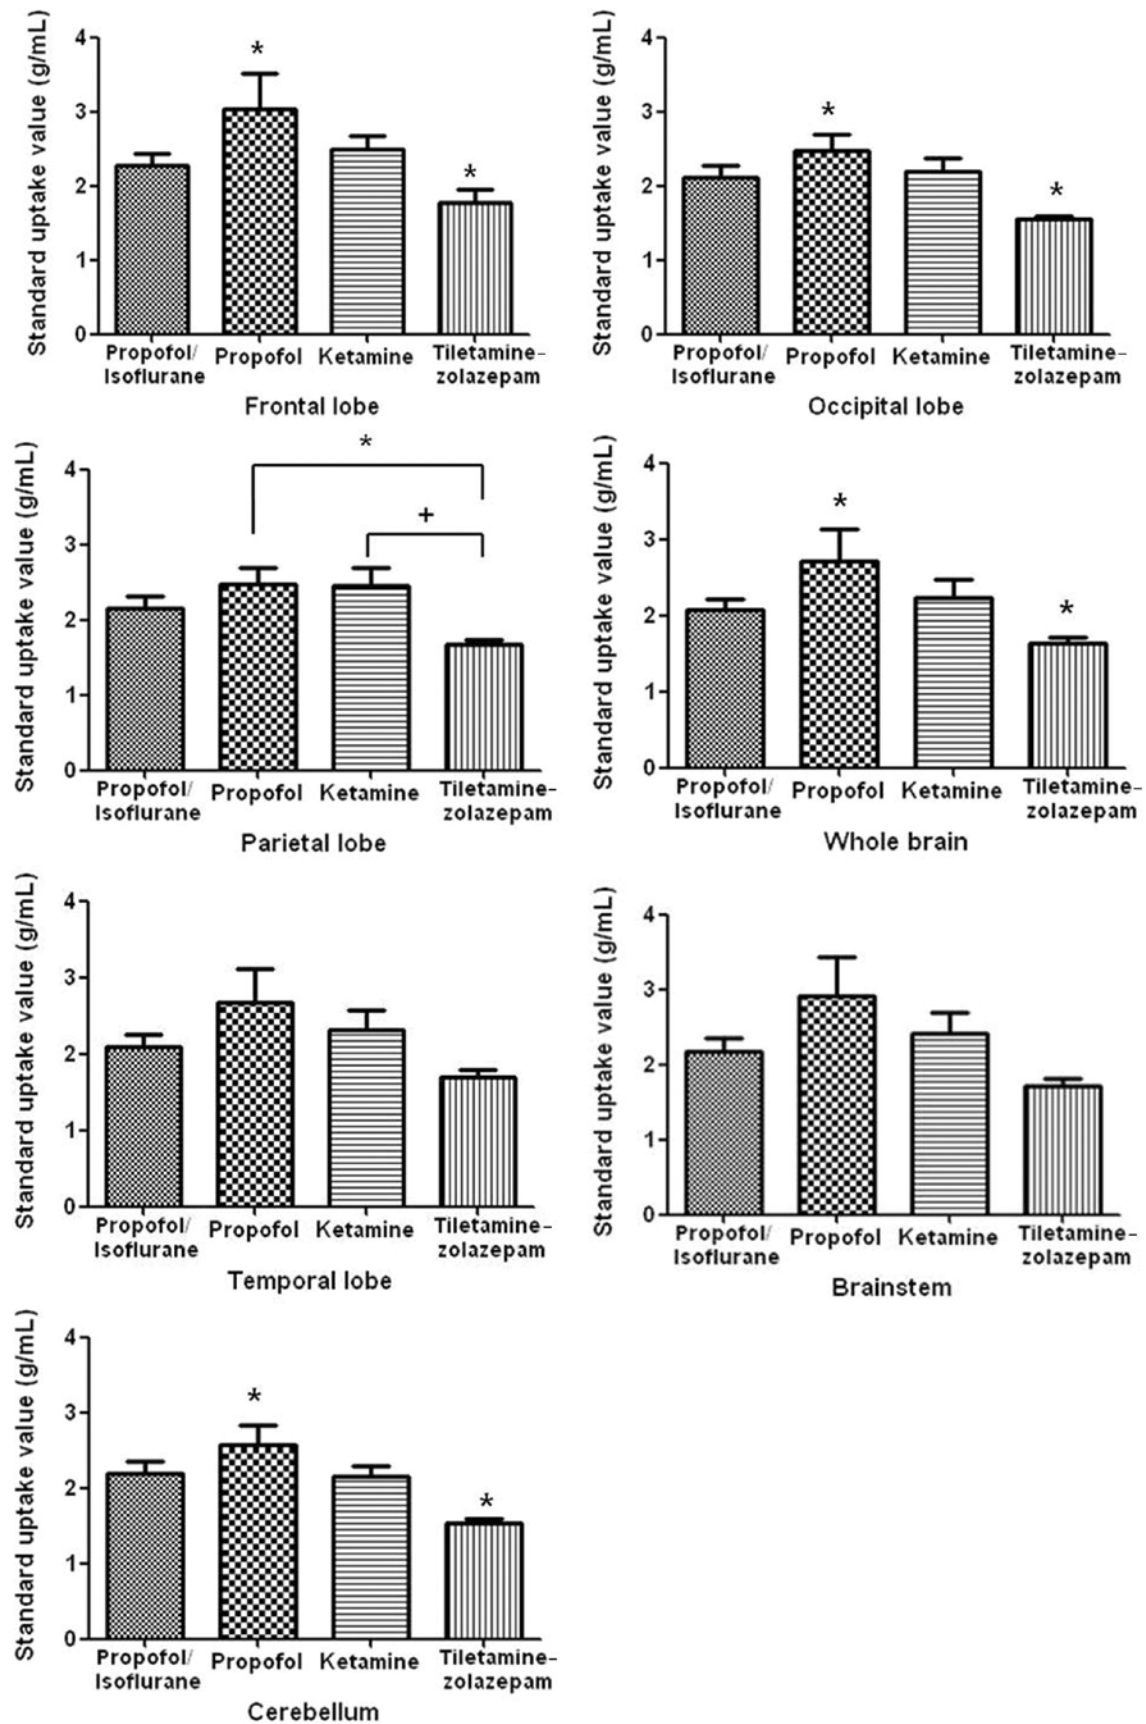 Standard uptake value (g/mL)
4
3
2
1
0
*
*
Propofol/
Isoflurane
Propofol
Ketamine
Tiletamine-
zolazepam
Frontal lobe
Standard uptake value (g/mL)
4
3
2
1
0
*
*
Propofol/
Isoflurane
Propofol
Ketamine
Tiletamine-
zolazepam
Occipital lobe
Standard uptake value (g/mL)
4
3
2
1
0
*
+
Propofol/
Isoflurane
Propofol
Ketamine
Tiletamine-
zolazepam
Parietal lobe
Standard uptake value (g/mL)
4
3
2
1
0
*
*
Propofol/
Isoflurane
Propofol
Ketamine
Tiletamine-
zolazepam
Whole brain
Standard uptake value (g/mL)
4
3
2
1
0
Propofol/
Isoflurane
Propofol
Ketamine
Tiletamine-
zolazepam
Temporal lobe
Standard uptake value (g/mL)
4
3
2
1
0
Propofol/
Isoflurane
Propofol
Ketamine
Tiletamine-
zolazepam
Brainstem
Standard uptake value (g/mL)
4
3
2
1
0
*
*
Propofol/
Isoflurane
Propofol
Ketamine
Tiletamine-
zolazepam
Cerebellum